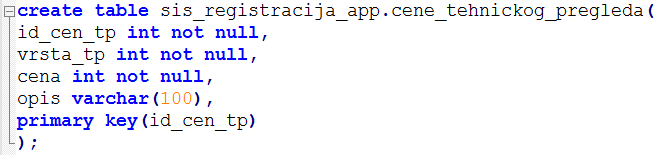 create table sis_registracija_app.cene_tehnickog_pregleda(
id_cen_tp int not null,
vrsta_tp int not null,
cena int not null,
opis varchar(100),
primary key(id_cen_tp)
);